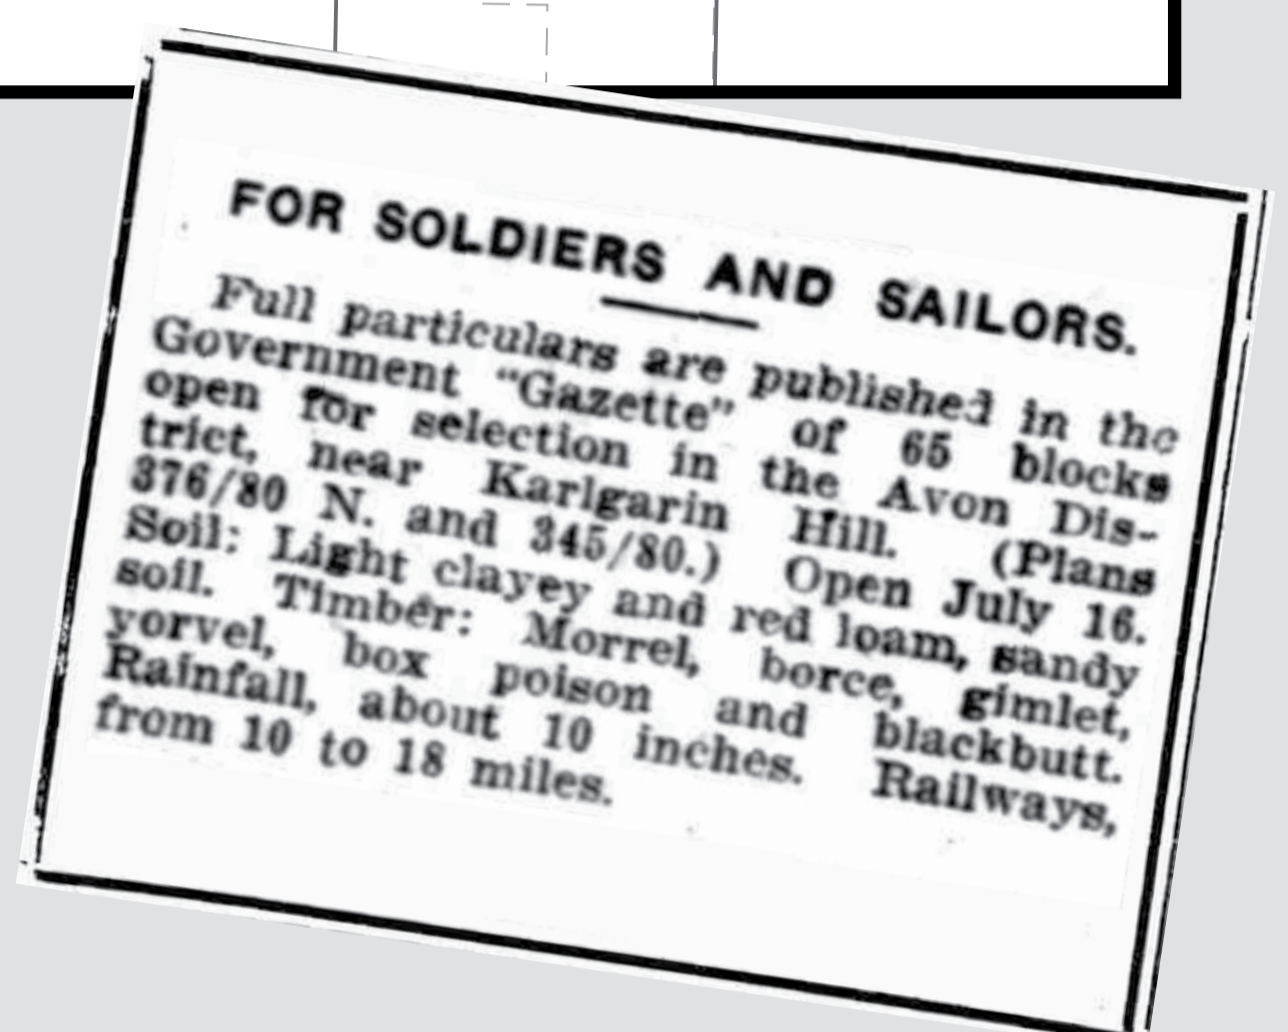 FOR SOLDIERS AND SAILORS.
Full particulars are published in the
Government "Gazette" of 65 blocks
open for selection in the Avon Dis-
trict, near Karlgarin Hill. (Plans
376/80 N. and 345/80.) Open July 16.
Soil: Light clayey and red loam, sandy
soil. Timber: Morrel, borce, gimlet,
yorvel, box poison and blackbutt.
Rainfall, about 10 inches. Railways,
from 10 to 18 miles.